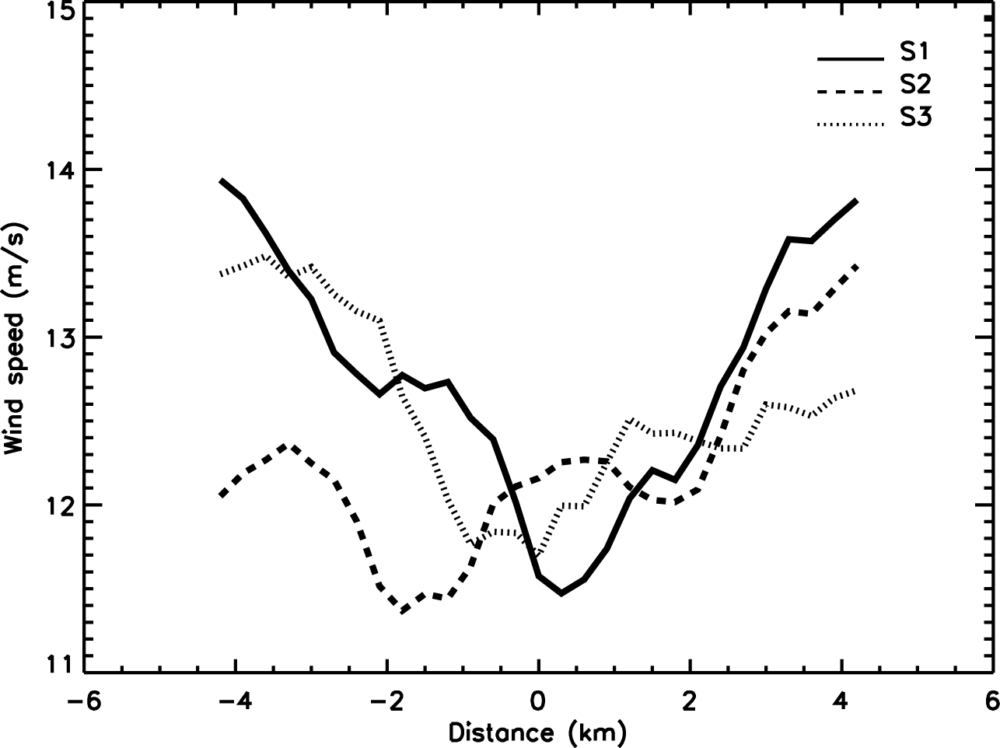 15
14
13
12
11
Wind speed (m/s)
S1
S2
S3
−6 −4 −2 0 2 4 6
Distance (km)